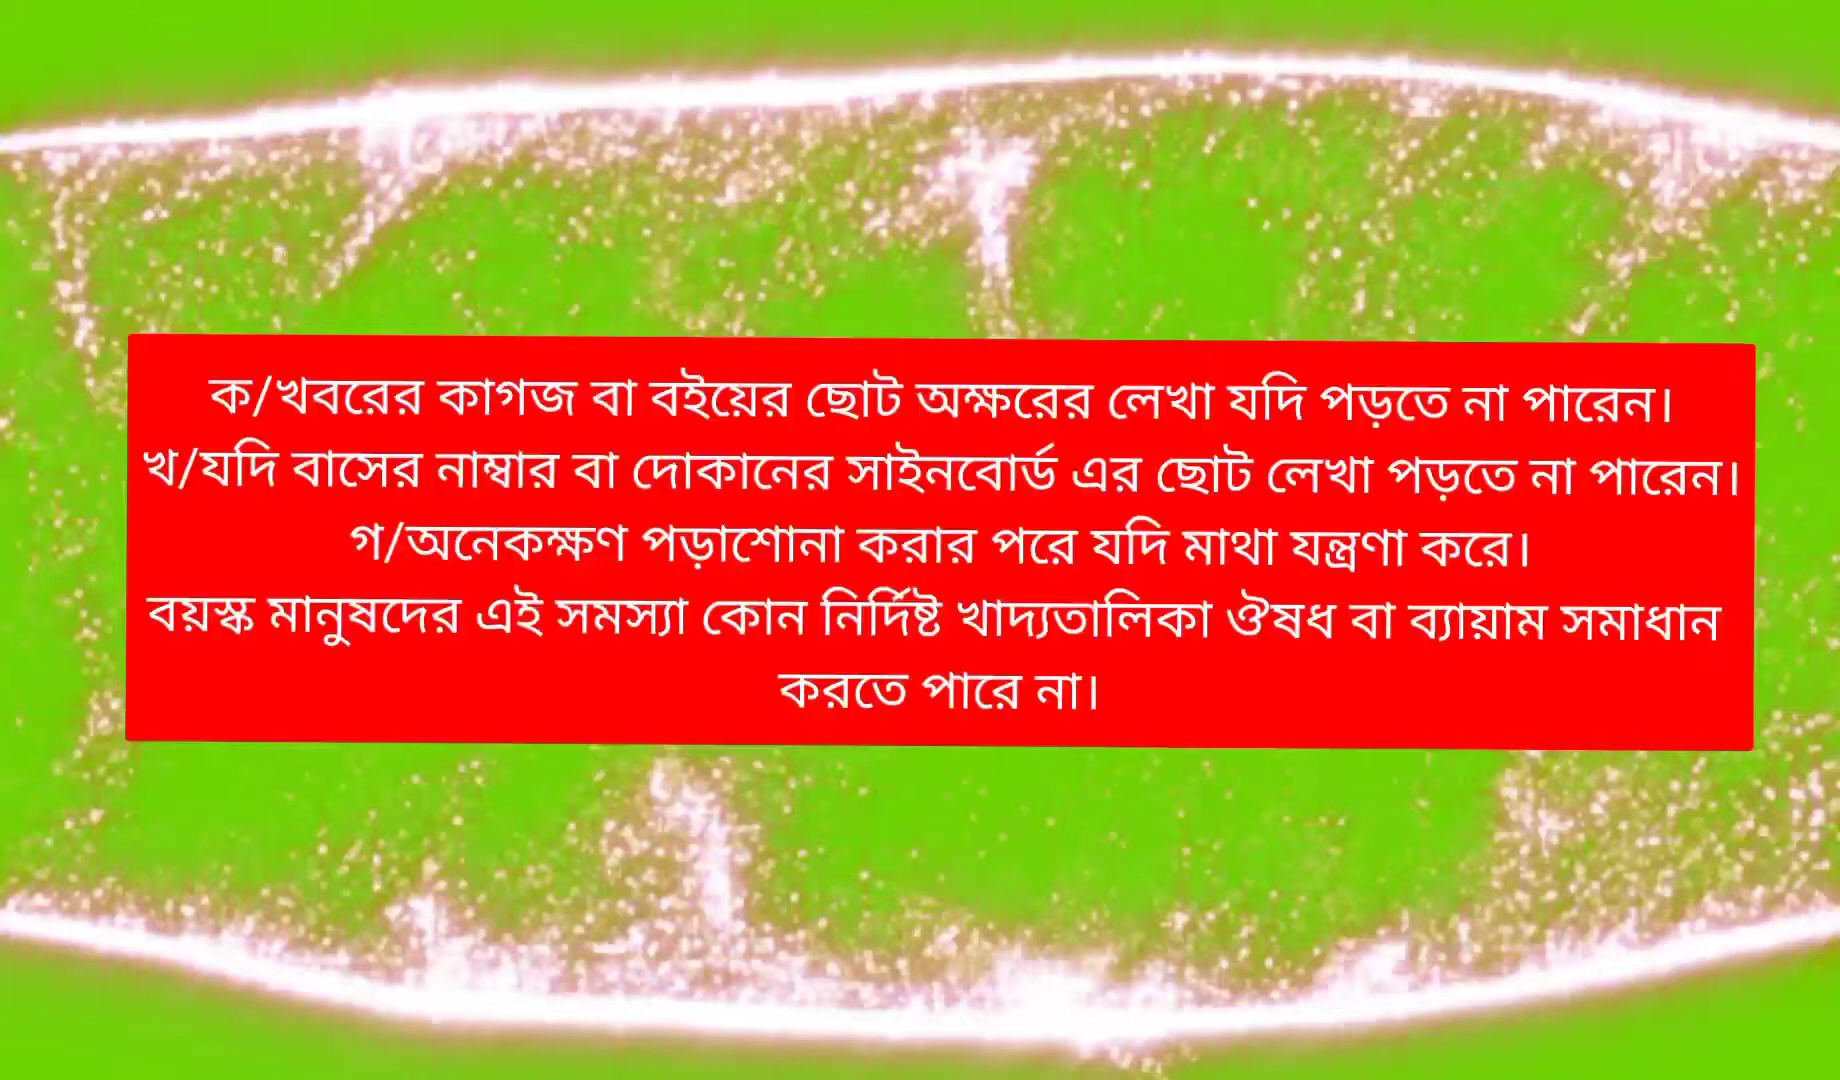 ক/খবরের কাগজ বা বইয়ের ছোট অক্ষরের লেখা যদি পড়তে না পারেন।
খ/যদি বাসের নাম্বার বা দোকানের সাইনবোর্ড এর ছোট লেখা পড়তে না পারেন।
গ/অনেকক্ষণ পড়াশোনা করার পরে যদি মাথা যন্ত্রণা করে।
বয়স্ক মানুষদের এই সমস্যা কোন নির্দিষ্ট খাদ্যতালিকা ঔষধ বা ব্যায়াম সমাধান
করতে পারে না।